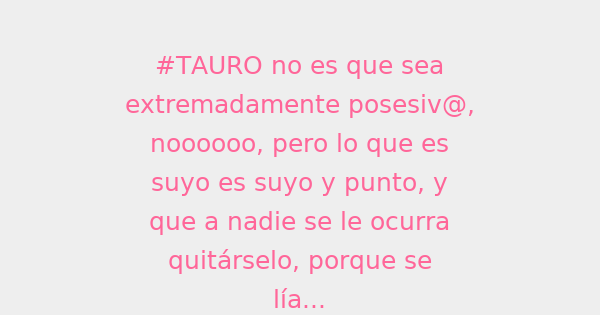 #TAURO no es que sea
extremadamente posesiv@,
noooooo, pero lo que es
suyo es suyo y punto, y
que a nadie se le ocurra
quitárselo, porque se
lía...